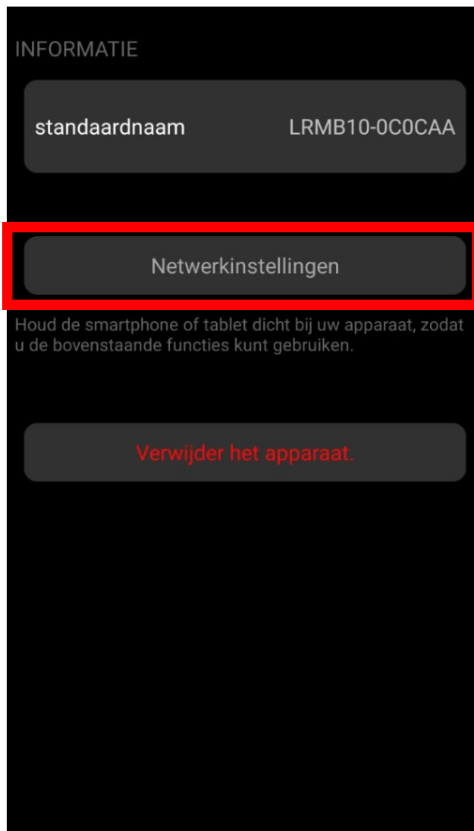 INFORMATIE
standaardnaam LRMB10-0C0CAA
Netwerkinstellingen
Houd de smartphone of tablet dicht bij uw apparaat, zodat
u de bovenstaande functies kunt gebruiken.
Verwijder het apparaat.